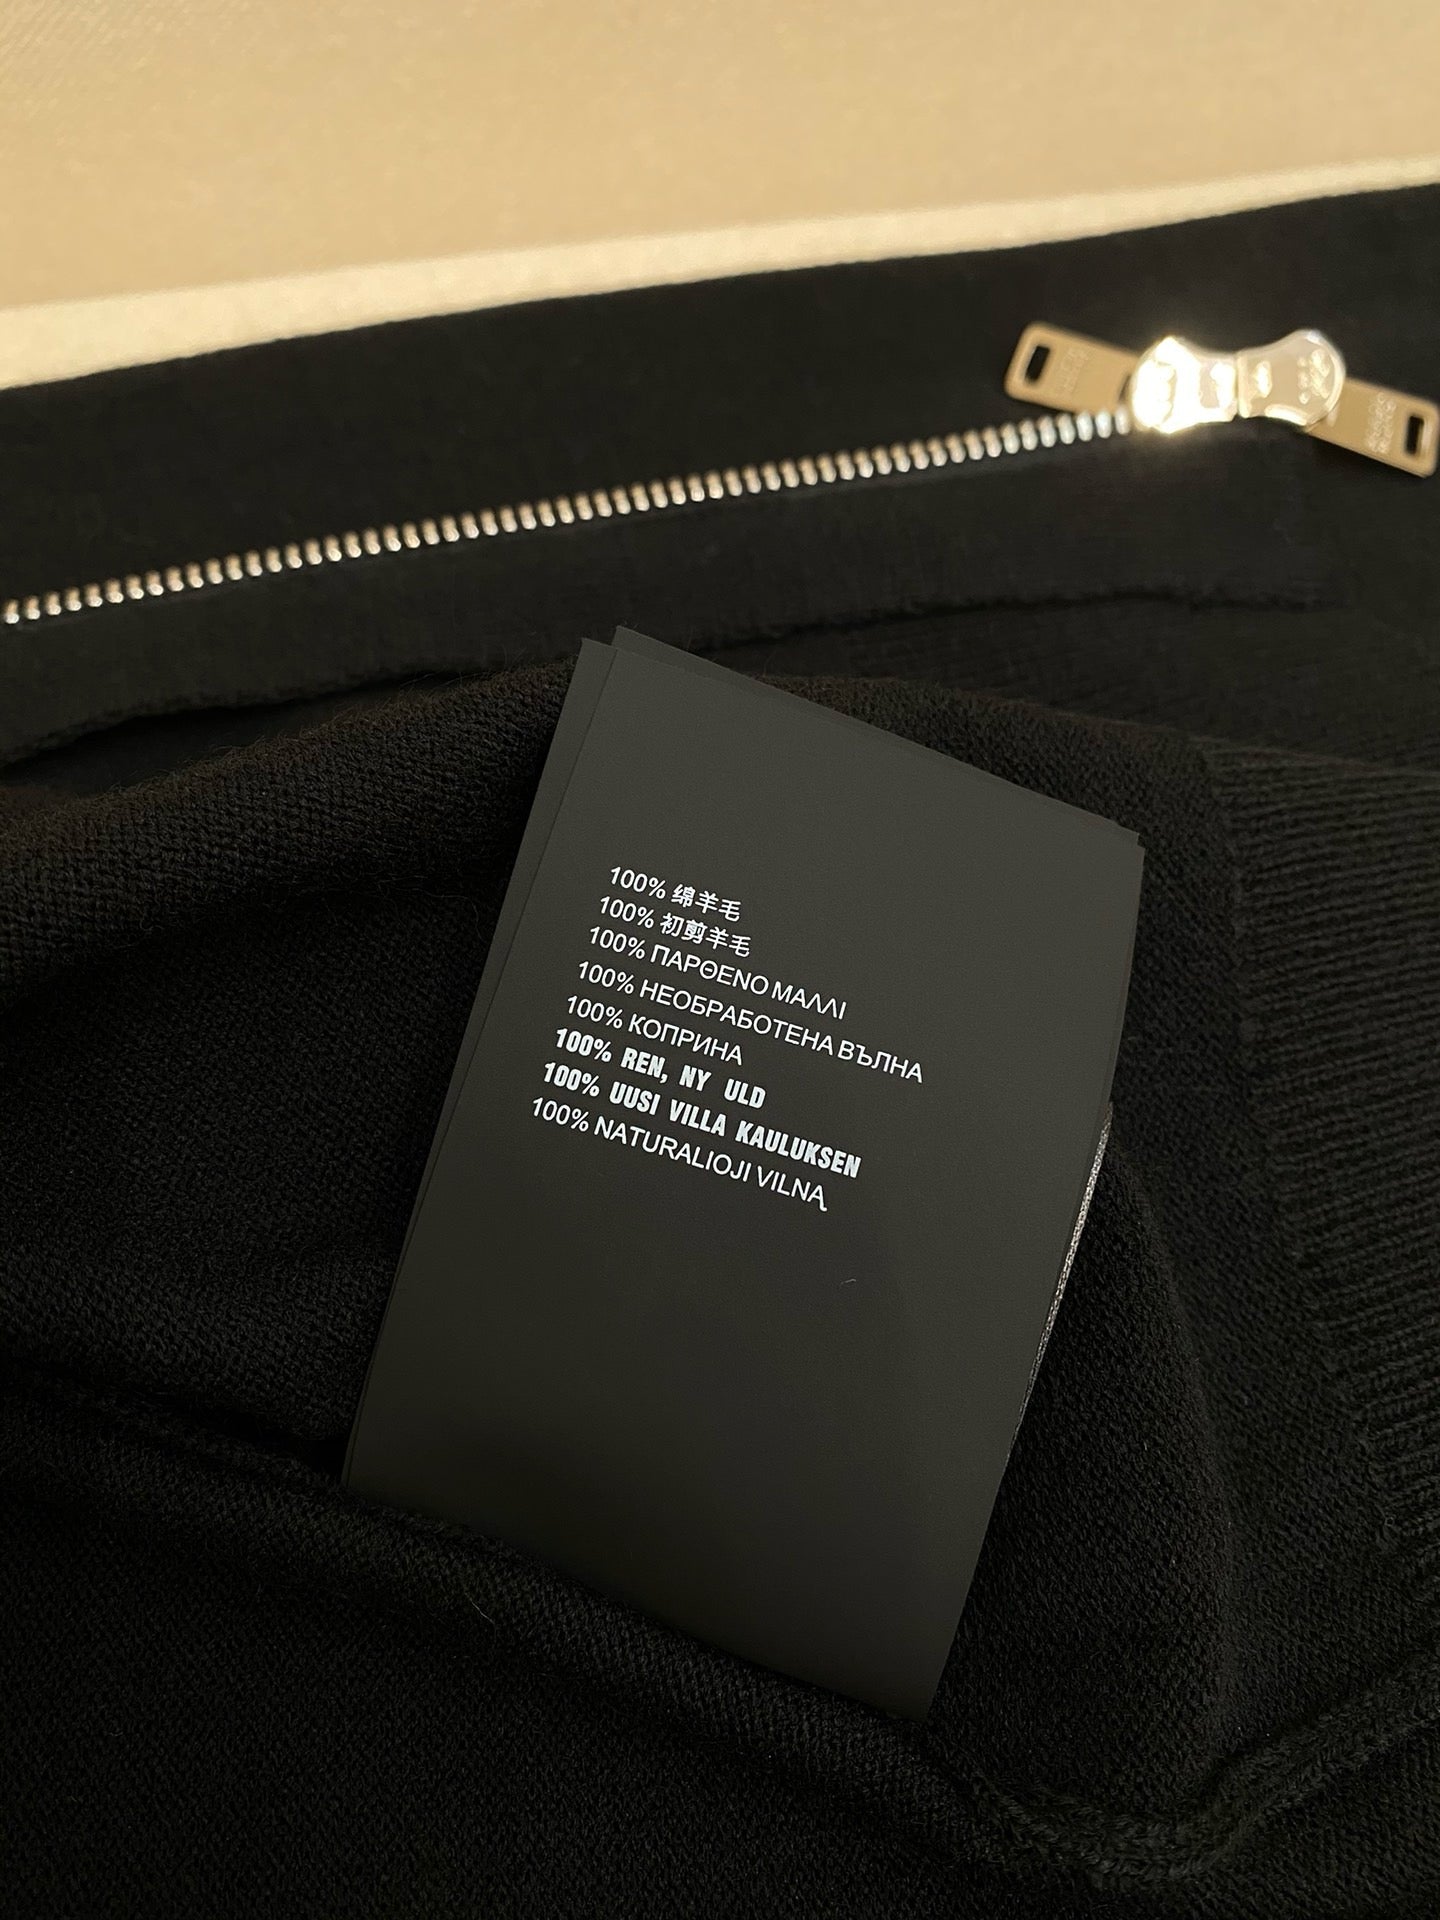 100% 绵羊毛
100% 初剪羊毛
100% ΠΑΡΘΕΝΟ ΜΑΛΛΙ
100% НЕОБРАБОТЕНА ВЪЛНА
100% КОПРИНА
100% REN, NY ULD
100% UUSI VILLA KAULUKSEN
100% NATURALIOJI VILNĄ